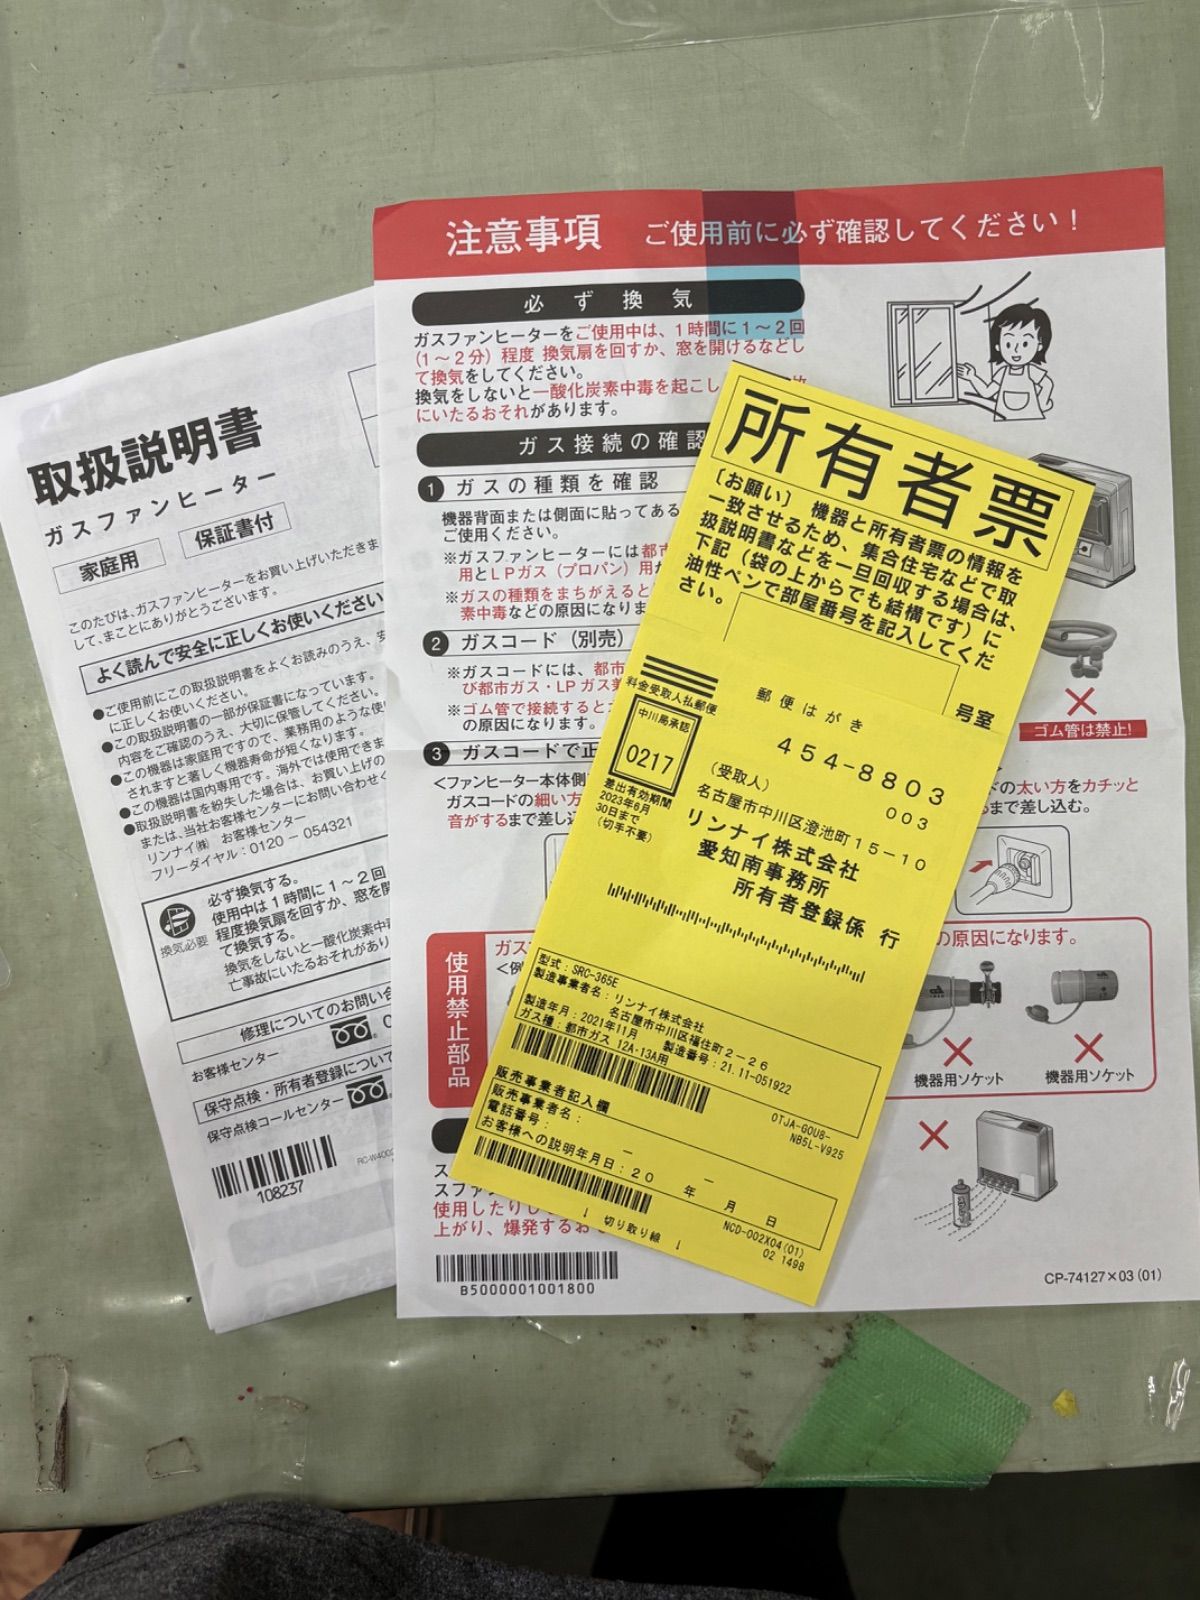 取扱説明書
ガスファンヒーター
家庭用
保証書付
このたびは、ガスファンヒーターをお買い上げいただきま
して、まことにありがとうございます。
よく読んで安全に正しくお使いください
●ご使用前にこの取扱説明書をよくお読みのうえ、安
に正しくお使いください。
●この取扱説明書の一部が保証書になっています。
内容をご確認のうえ、大切に保管してください。
●この機器は家庭用ですので、業務用のような使い
されますと著しく機器寿命が短くなります。
●この機器は国内専用です。海外では使用できま
●取扱説明書を紛失した場合は、お買い上げの
または、当社お客様センターにお問い合わせく
リンナイ㈱ お客様センター
フリーダイヤル:0120-054321
換気必要
必ず換気する。
使用中は1時間に1~2回
程度換気扇を回すか、窓を開
て換気する。
換気をしないと一酸化炭素中毒
亡事故にいたるおそれがあり
修理についてのお問い合
お客様センター
保守点検・所有者登録について
保守点検コールセンター
108237
注意事項 ご使用前に必ず確認してください!
必ず換気
ガスファンヒーターをご使用中は、1時間に1~2回
(1~2分)程度 換気扇を回すか、窓を開けるなどし
て換気をしてください。
換気をしないと一酸化炭素中毒を起こし
にいたるおそれがあります。
ガス接続の確認
1 ガスの種類を確認
機器背面または側面に貼ってある
ご使用ください。
※ガスファンヒーターには都市
用とLPガス(プロパン)用が
※ガスの種類をまちがえると
素中毒などの原因になりま
2 ガスコード(別売)
※ガスコードには、都市
び都市ガス・LPガス兼
※ゴム管で接続すると
の原因になります。
ゴム管は禁止!
3 ガスコードで正
<ファンヒーター本体側
ガスコードの細い方
音がするまで差し込
ドの太い方をカチッと
まで差し込む。
使用禁止部品
ガス
<例
の原因になります。
機器用ソケット
機器用ソケット
ス
スファ
使用したりし
上がり、爆発するお
B5000001001800
CP-74127×03(01)
所有者票
〔お願い〕機器と所有者票の情報を
一致させるため、集合住宅などで取
扱説明書などを一旦回収する場合は、
下記(袋の上からでも結構です)に
油性ペンで部屋番号を記入してくだ
さい。
号室
料金受取人払郵便
中川局承認
0217
差出有効期間
2023年6月
30日まで
(切手不要)
郵便はがき
454-8803
003
(受取人)
名古屋市中川区澄池町15-10
リンナイ株式会社
愛知南事務所
所有者登録係 行
型式:SRC-365E
製造事業者名:リンナイ株式会社
名古屋市中川区福住町2-26
製造年月:2021年11月 製造番号:21.11-051922
ガス種:都市ガス 12A・13A用
0TJA-G0U8-
NB5L-V925
販売事業者記入欄
販売事業者名:
電話番号: - -
お客様への説明年月日:20 年 月 日
NCD-002X04(01)
02 1498
↓ 切り取り線 ↓